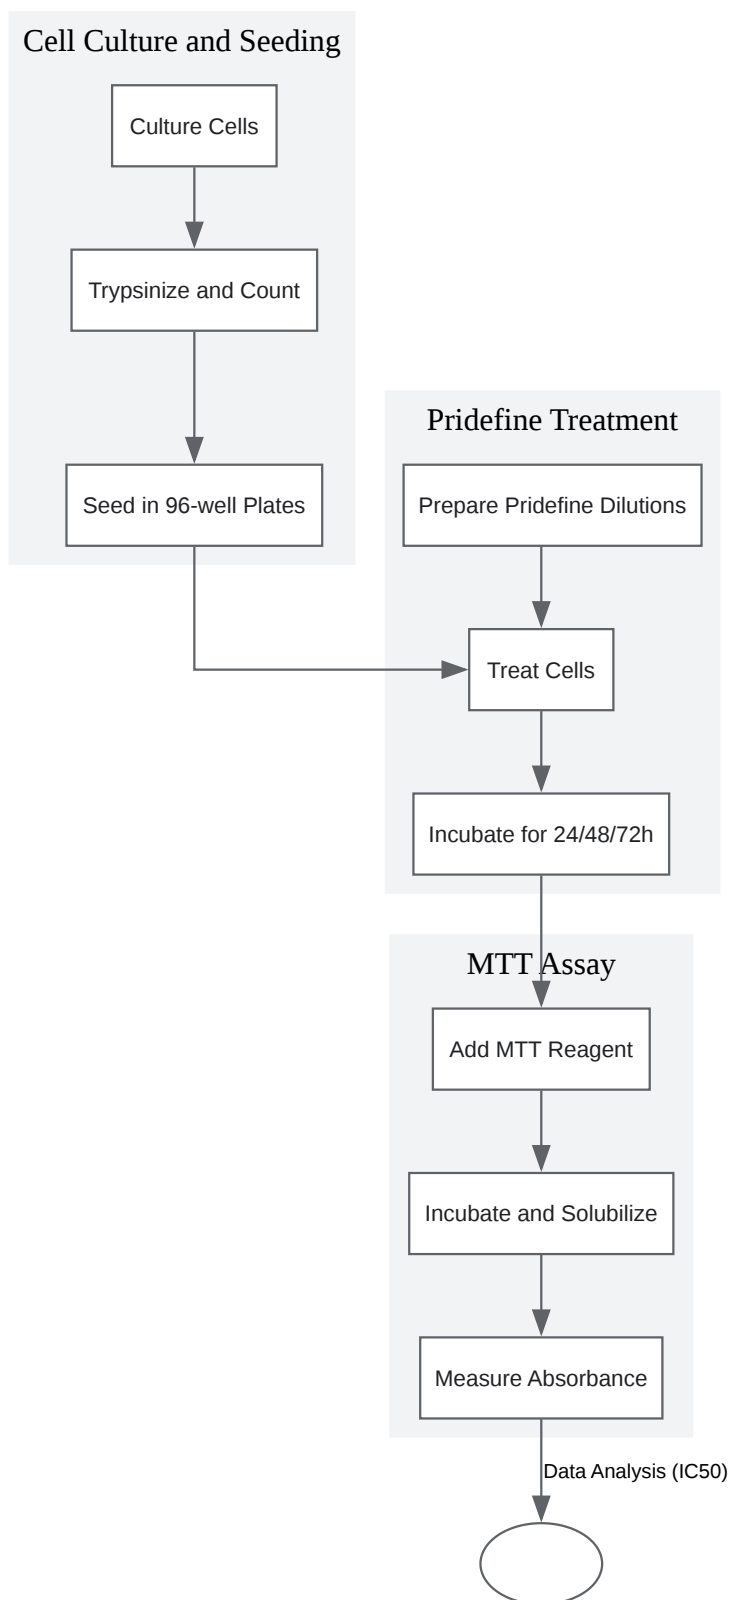 Cell Culture and Seeding
Culture Cells
Trypsinize and Count
Seed in 96-well Plates
Pridefine Treatment
Prepare Pridefine Dilutions
Treat Cells
Incubate for 24/48/72h
MTT Assay
Add MTT Reagent
Incubate and Solubilize
Measure Absorbance
Data Analysis (IC50)